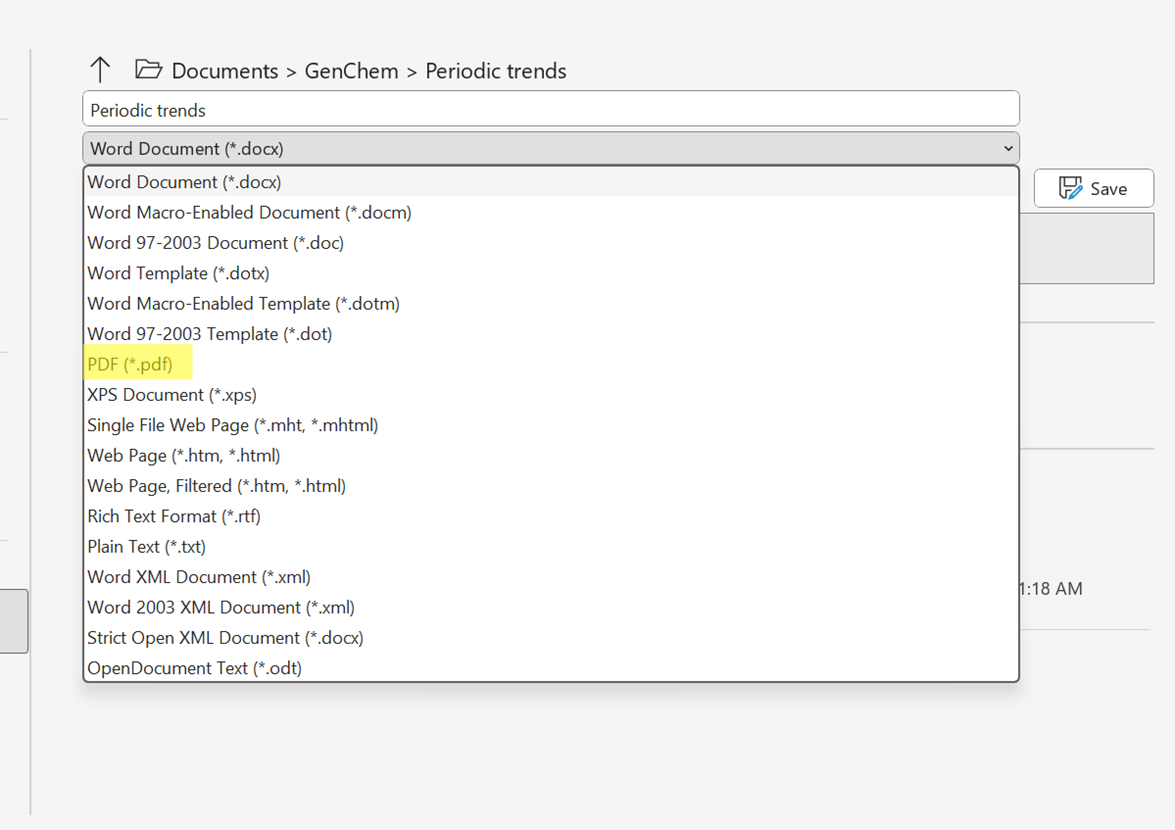 Documents > GenChem > Periodic trends
Periodic trends
Word Document (*.docx)
Word Document (*.docx)
Save
Word Macro-Enabled Document (*.docm)
Word 97-2003 Document (*.doc)
Word Template (*.dotx)
Word Macro-Enabled Template (*.dotm)
Word 97-2003 Template (*.dot)
PDF (*.pdf)
XPS Document (*.xps)
Single File Web Page (*.mht, *.mhtml)
Web Page (*.htm, *.html)
Web Page, Filtered (*.htm, *.html)
Rich Text Format (*.rtf)
Plain Text (*.txt)
Word XML Document (*.xml)
1:18 AM
Word 2003 XML Document (*.xml)
Strict Open XML Document (*.docx)
OpenDocument Text (*.odt)